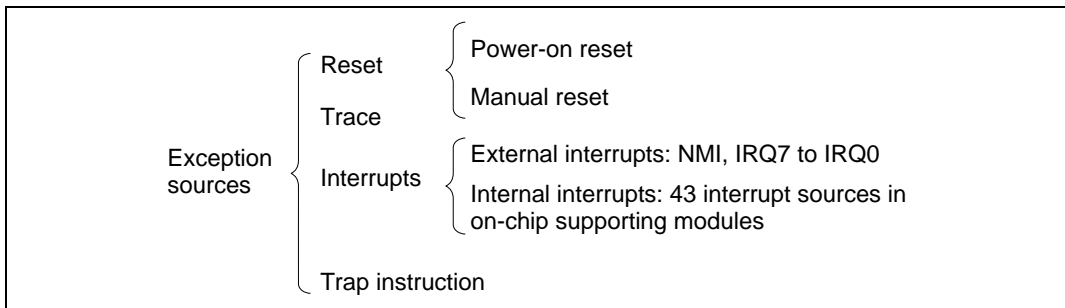 Exception
sources
Reset
Power-on reset
Manual reset
Trace
Interrupts
External interrupts: NMI, IRQ7 to IRQ0
Internal interrupts: 43 interrupt sources in
on-chip supporting modules
Trap instruction